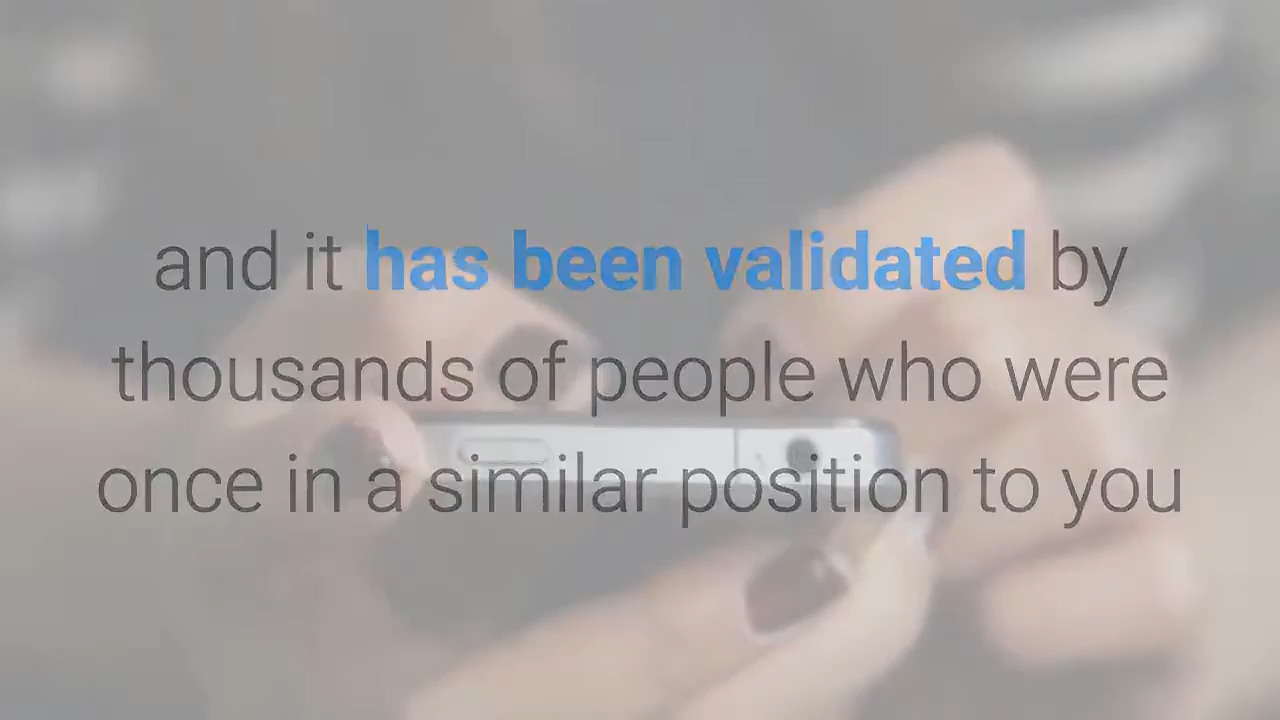 and it has been validated by
thousands of people who were
once in a similar position to you